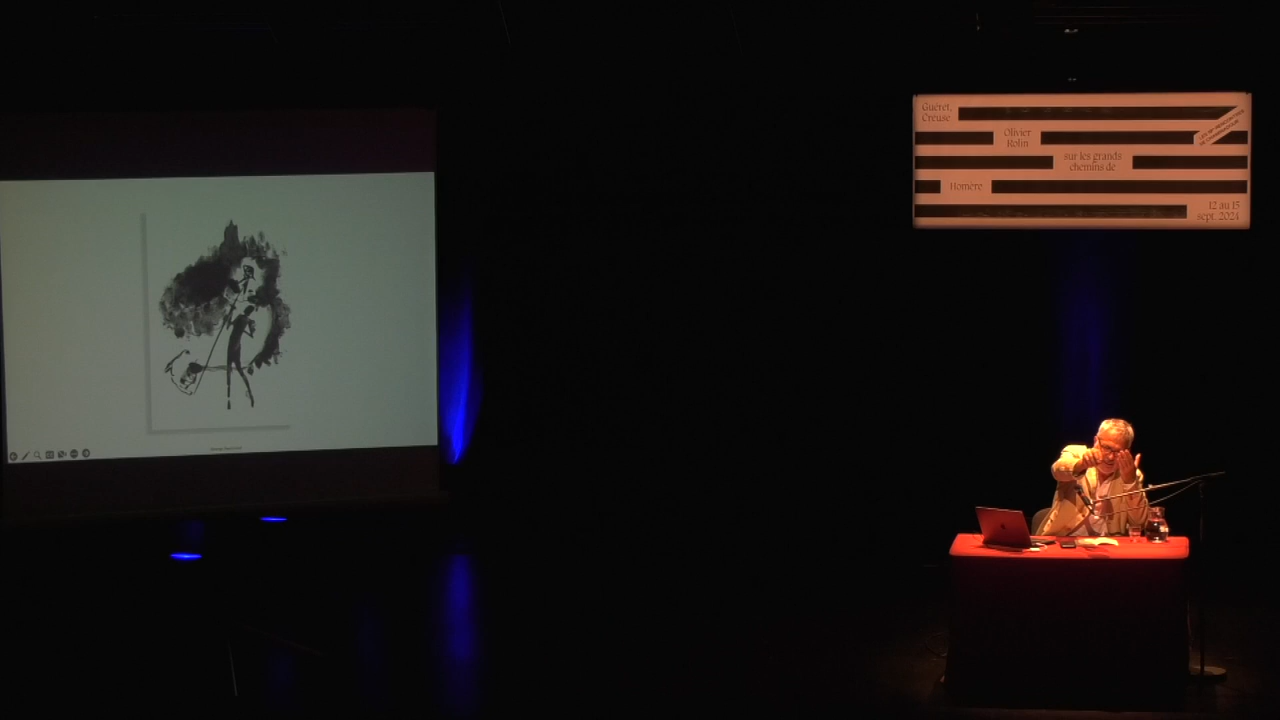 Guéret,
Creuse
Olivier
Rolin
sur les grands
chemins de
Homère
12 au 15
sept. 2024